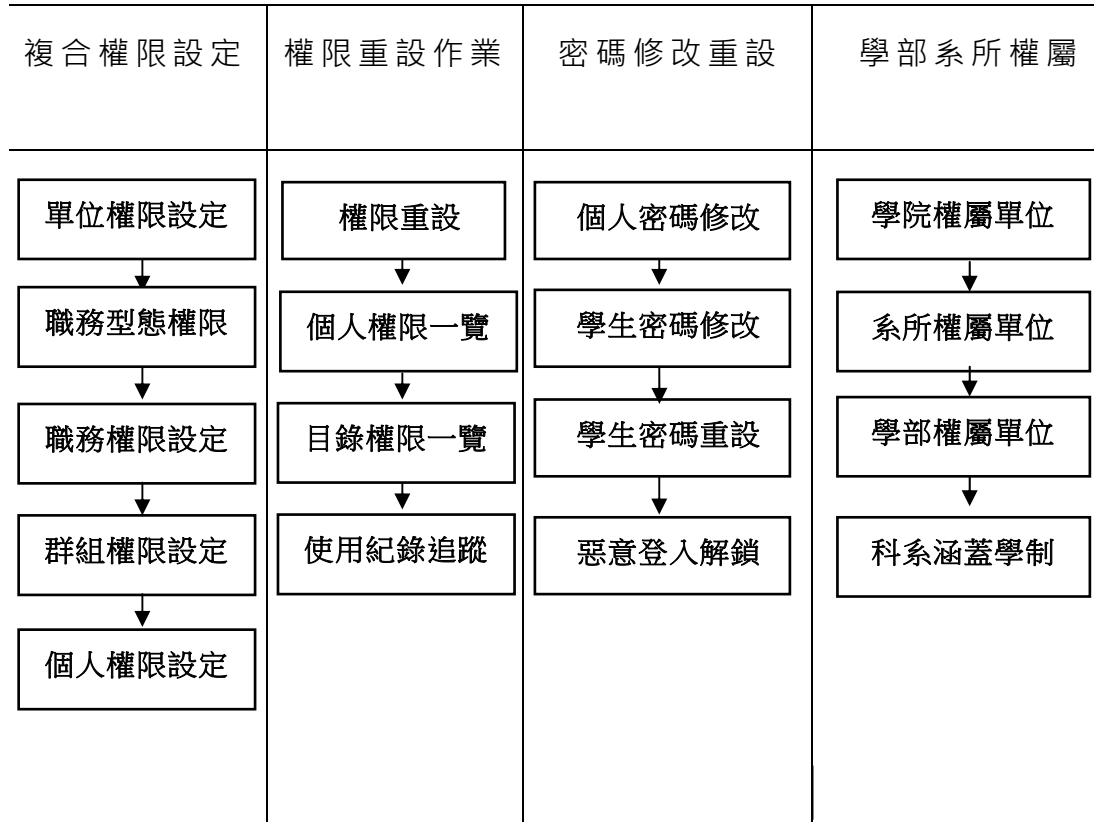 複合權限設定
權限重設作業
密碼修改重設
學部系所權屬
單位權限設定
職務型態權限
職務權限設定
群組權限設定
個人權限設定
權限重設
個人權限一覽
目錄權限一覽
使用紀錄追蹤
個人密碼修改
學生密碼修改
學生密碼重設
惡意登入解鎖
學院權屬單位
系所權屬單位
學部權屬單位
科系涵蓋學制